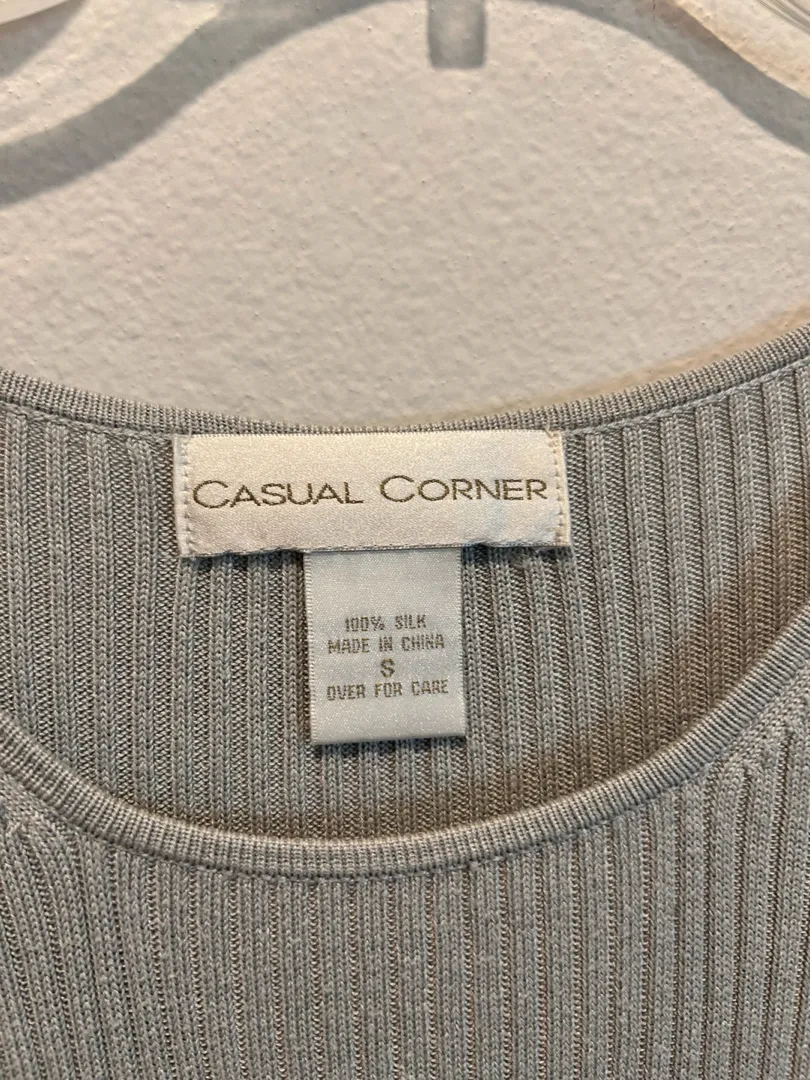 CASUAL CORNER
100% SILK
MADE IN CHINA
S
OVER FOR CARE